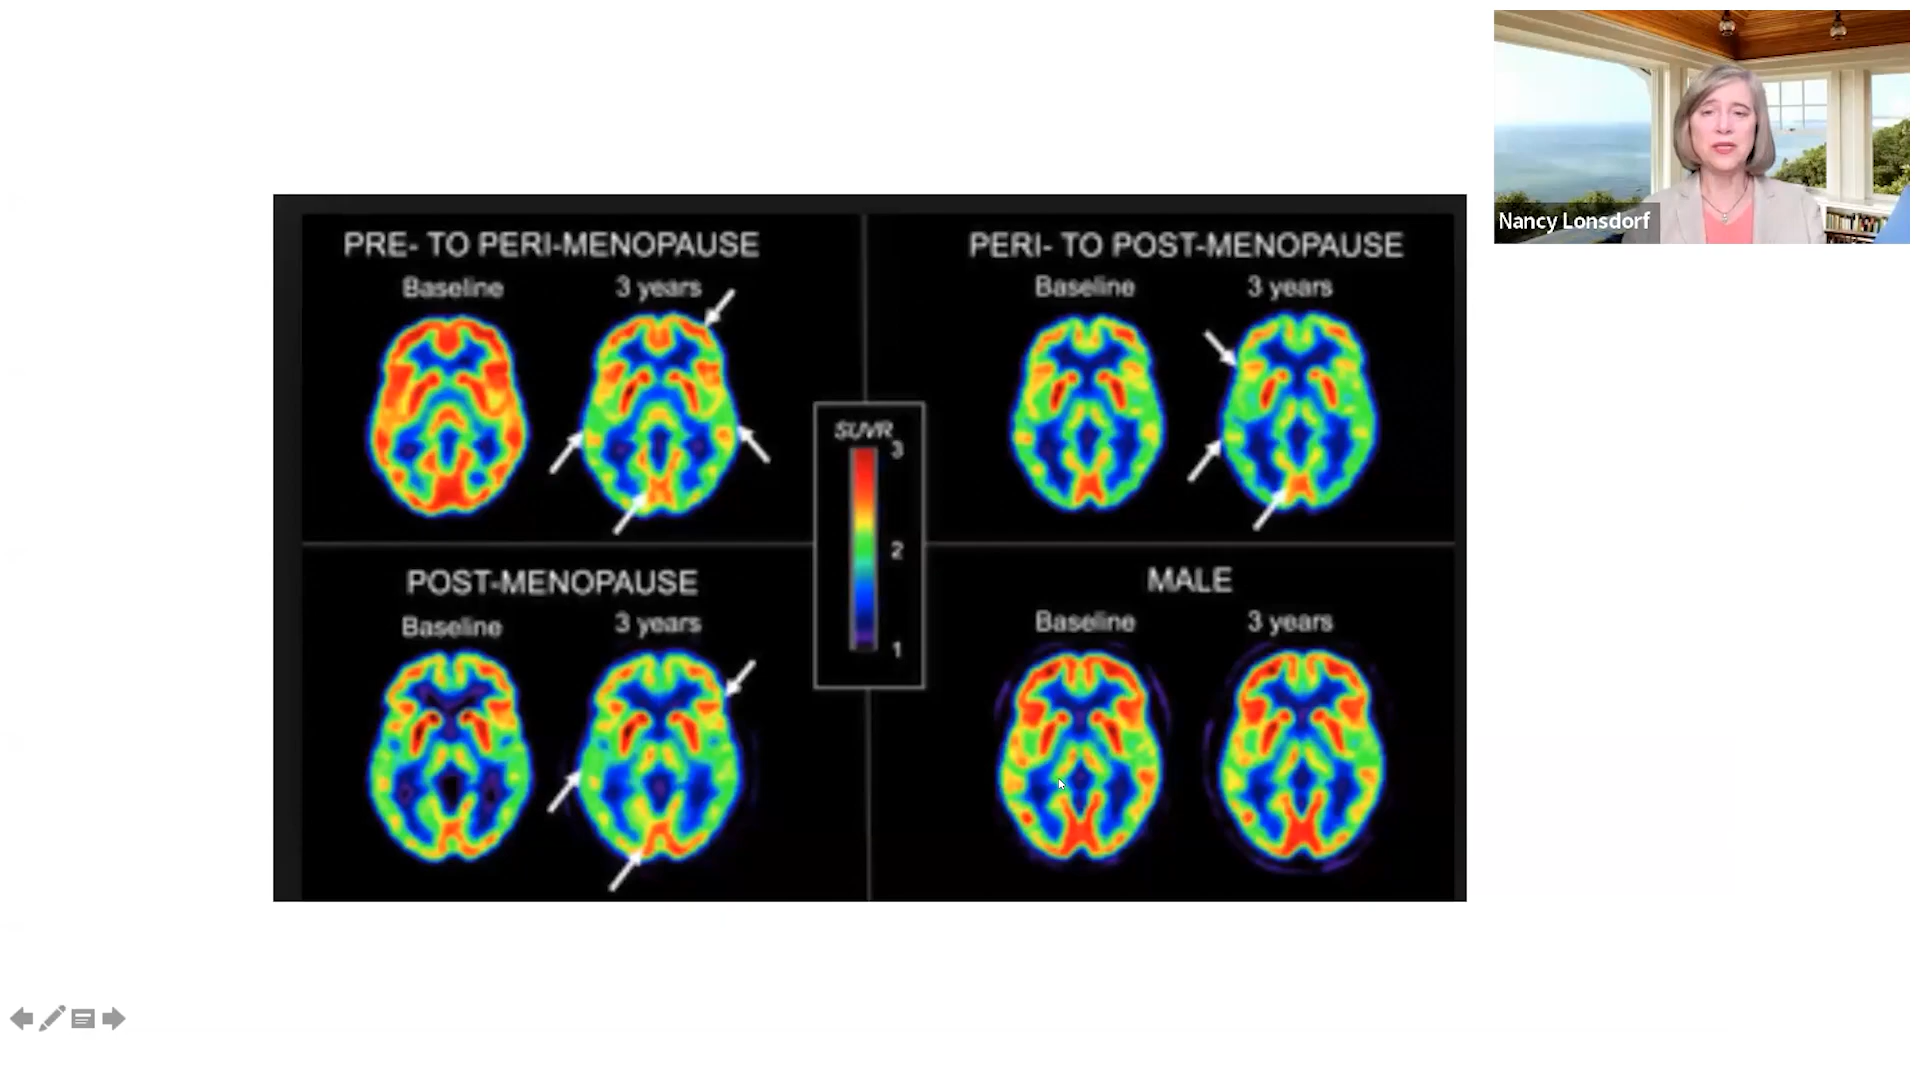 Nancy Lonsdorf
PRE- TO PERI-MENOPAUSE
Baseline
3 years
PERI- TO POST-MENOPAUSE
Baseline
3 years
SUVR
3
2
1
POST-MENOPAUSE
Baseline
3 years
MALE
Baseline
3 years